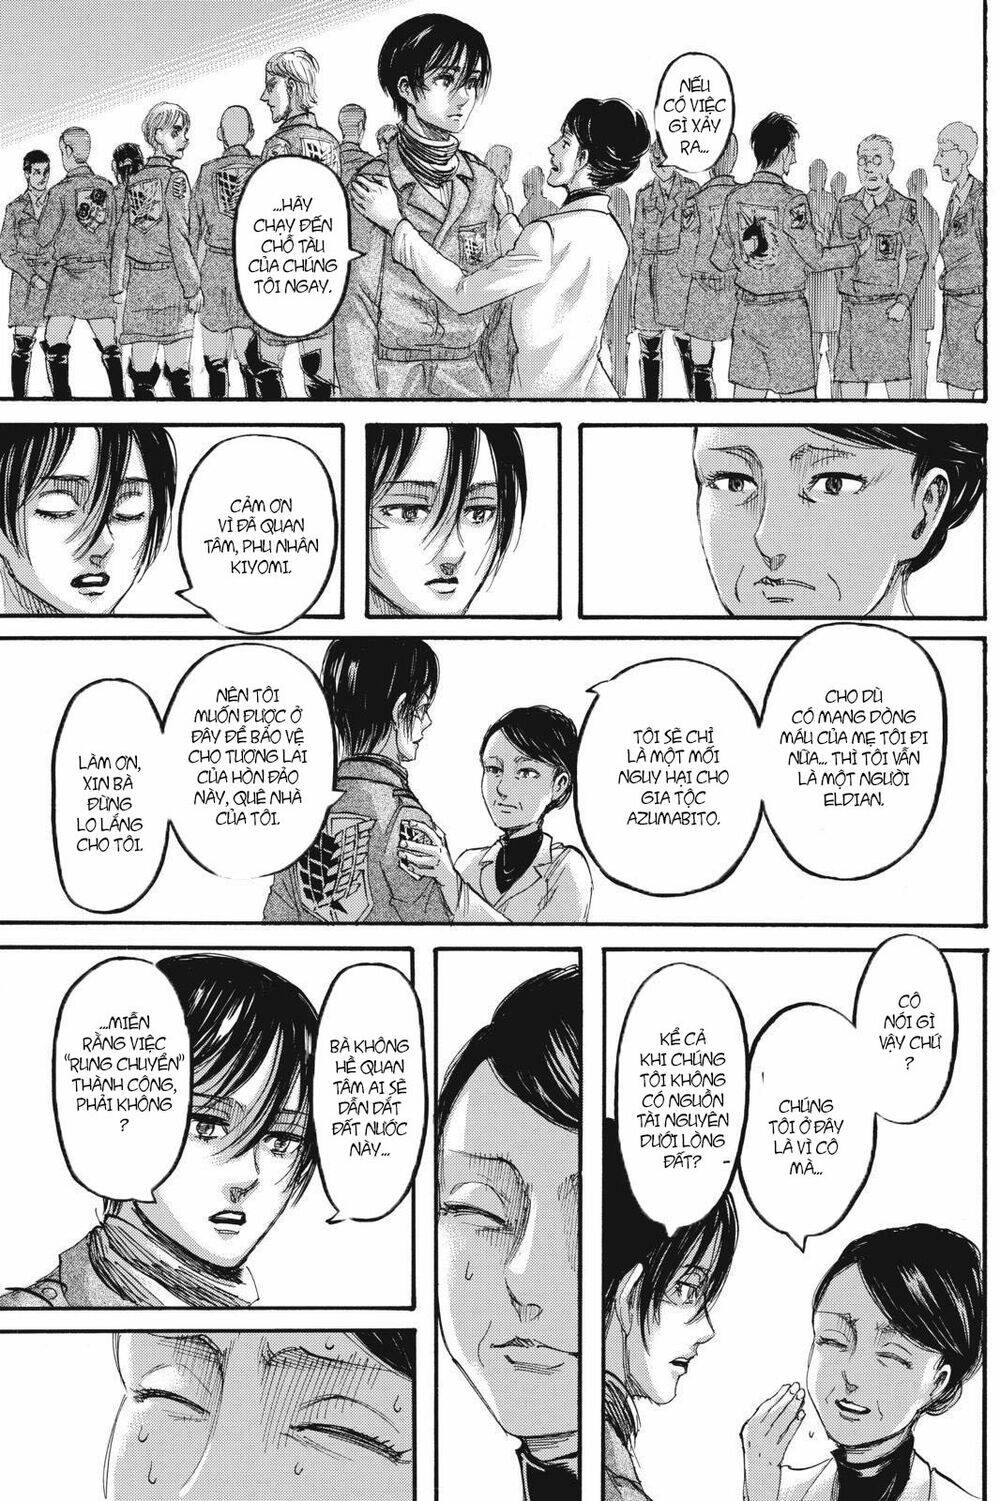 NẾU
CÓ VIỆC
GÌ XẢY
RA...
...HÃY
CHẠY ĐẾN
CHỖ TÀU
CỦA CHÚNG
TÔI NGAY.
CẢM ƠN
VÌ ĐÃ QUAN
TÂM, PHU NHÂN
KIYOMI.
CHO DÙ
CÓ MANG DÒNG
MÁU CỦA MẸ TÔI ĐI
NỮA... THÌ TÔI VẪN
LÀ MỘT NGƯỜI
ELDIAN.
TÔI SẼ CHỈ
LÀ MỘT MỐI
NGUY HẠI CHO
GIA TỘC
AZUMABITO.
NÊN TÔI
MUỐN ĐƯỢC Ở
ĐÂY ĐỂ BẢO VỆ
CHO TƯƠNG LAI
CỦA HÒN ĐẢO
NÀY, QUÊ NHÀ
CỦA TÔI.
LÀM ƠN,
XIN BÀ
ĐỪNG
LO LẮNG
CHO TÔI.
CÔ
NÓI GÌ
VẬY CHỨ
?
CHÚNG
TÔI Ở ĐÂY
LÀ VÌ CÔ
MÀ...
KỂ CẢ
KHI CHÚNG
TÔI KHÔNG
CÓ NGUỒN
TÀI NGUYÊN
DƯỚI LÒNG
ĐẤT? -
BÀ KHÔNG
HỀ QUAN
TÂM AI SẼ
DẪN DẮT
ĐẤT NƯỚC
NÀY...
...MIỄN
RẰNG VIỆC
"RUNG CHUYỂN"
THÀNH CÔNG,
PHẢI KHÔNG
?